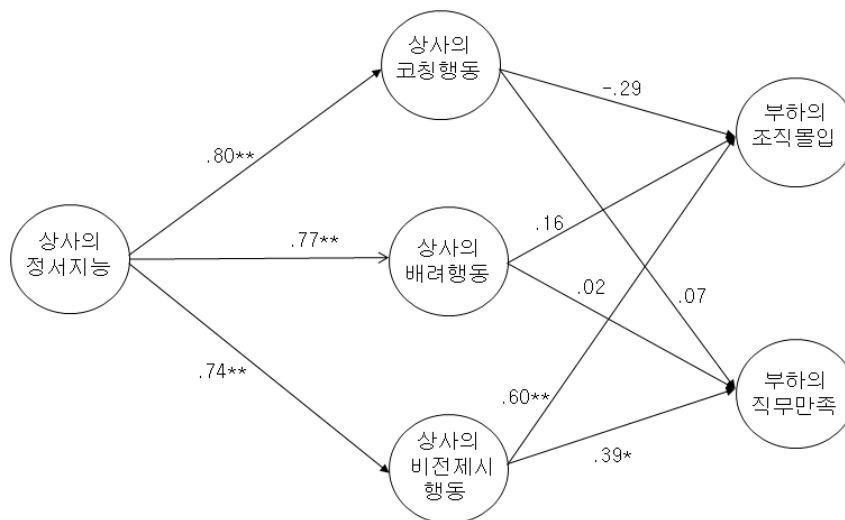 상사의
코칭행동
-.29
부하의
조직몰입
.80**
상사의
정서지능
.77**
상사의
배려행동
.16
.02
.07
.74**
.60**
부하의
직무만족
상사의
비전제시
행동
.39*